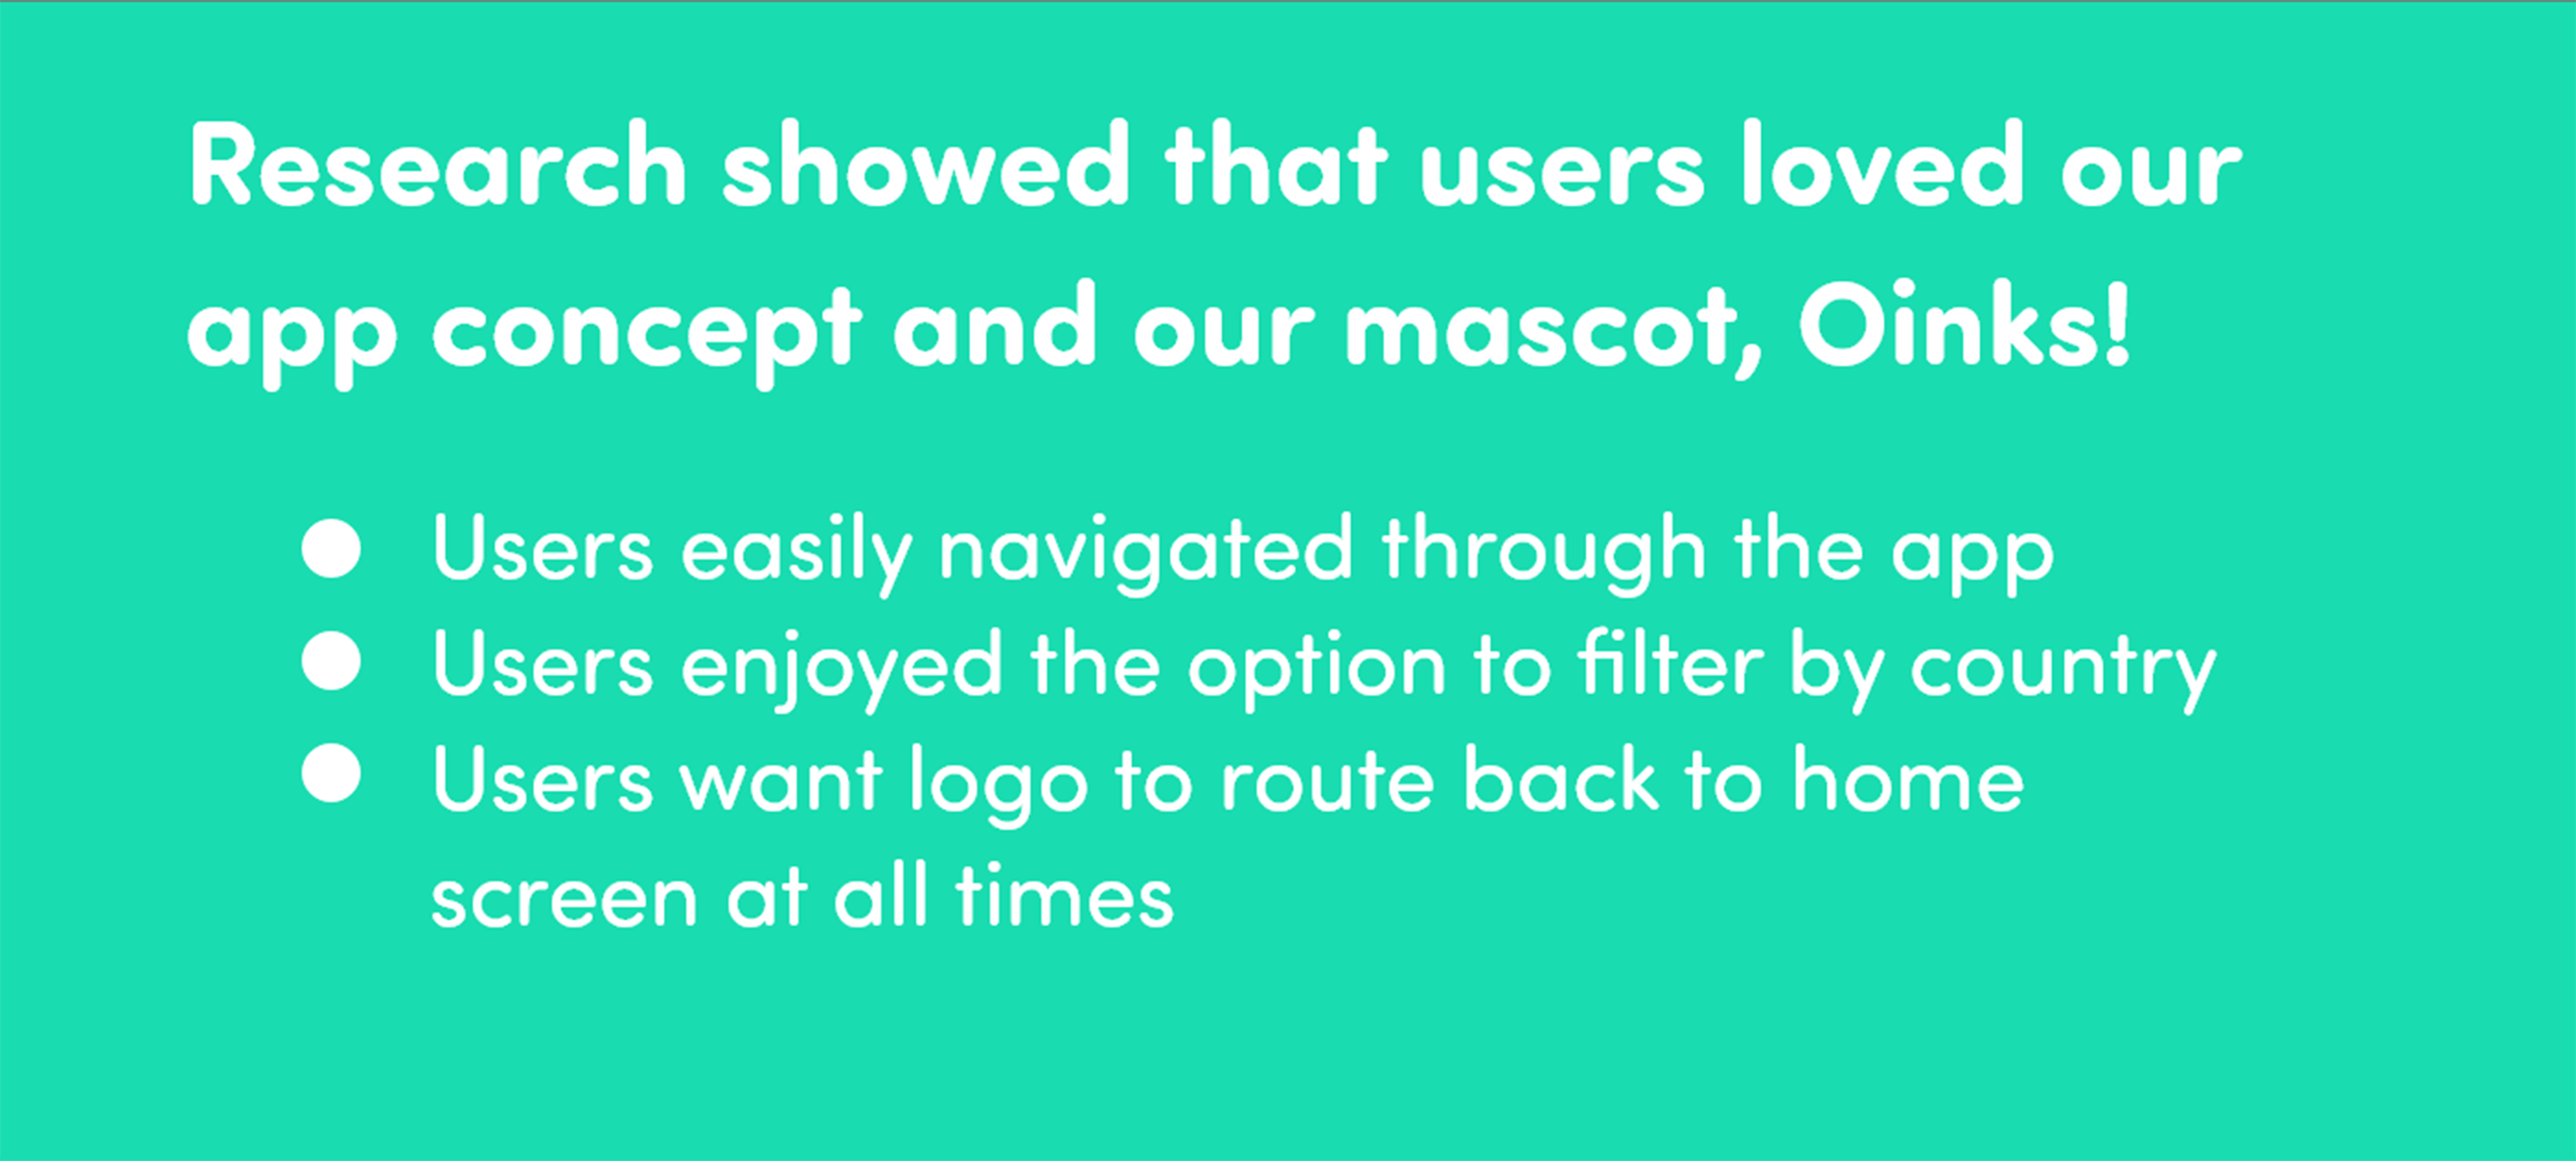 Research showed that users loved our
app concept and our mascot, Oinks!
● Users easily navigated through the app
● Users enjoyed the option to filter by country
● Users want logo to route back to home
screen at all times